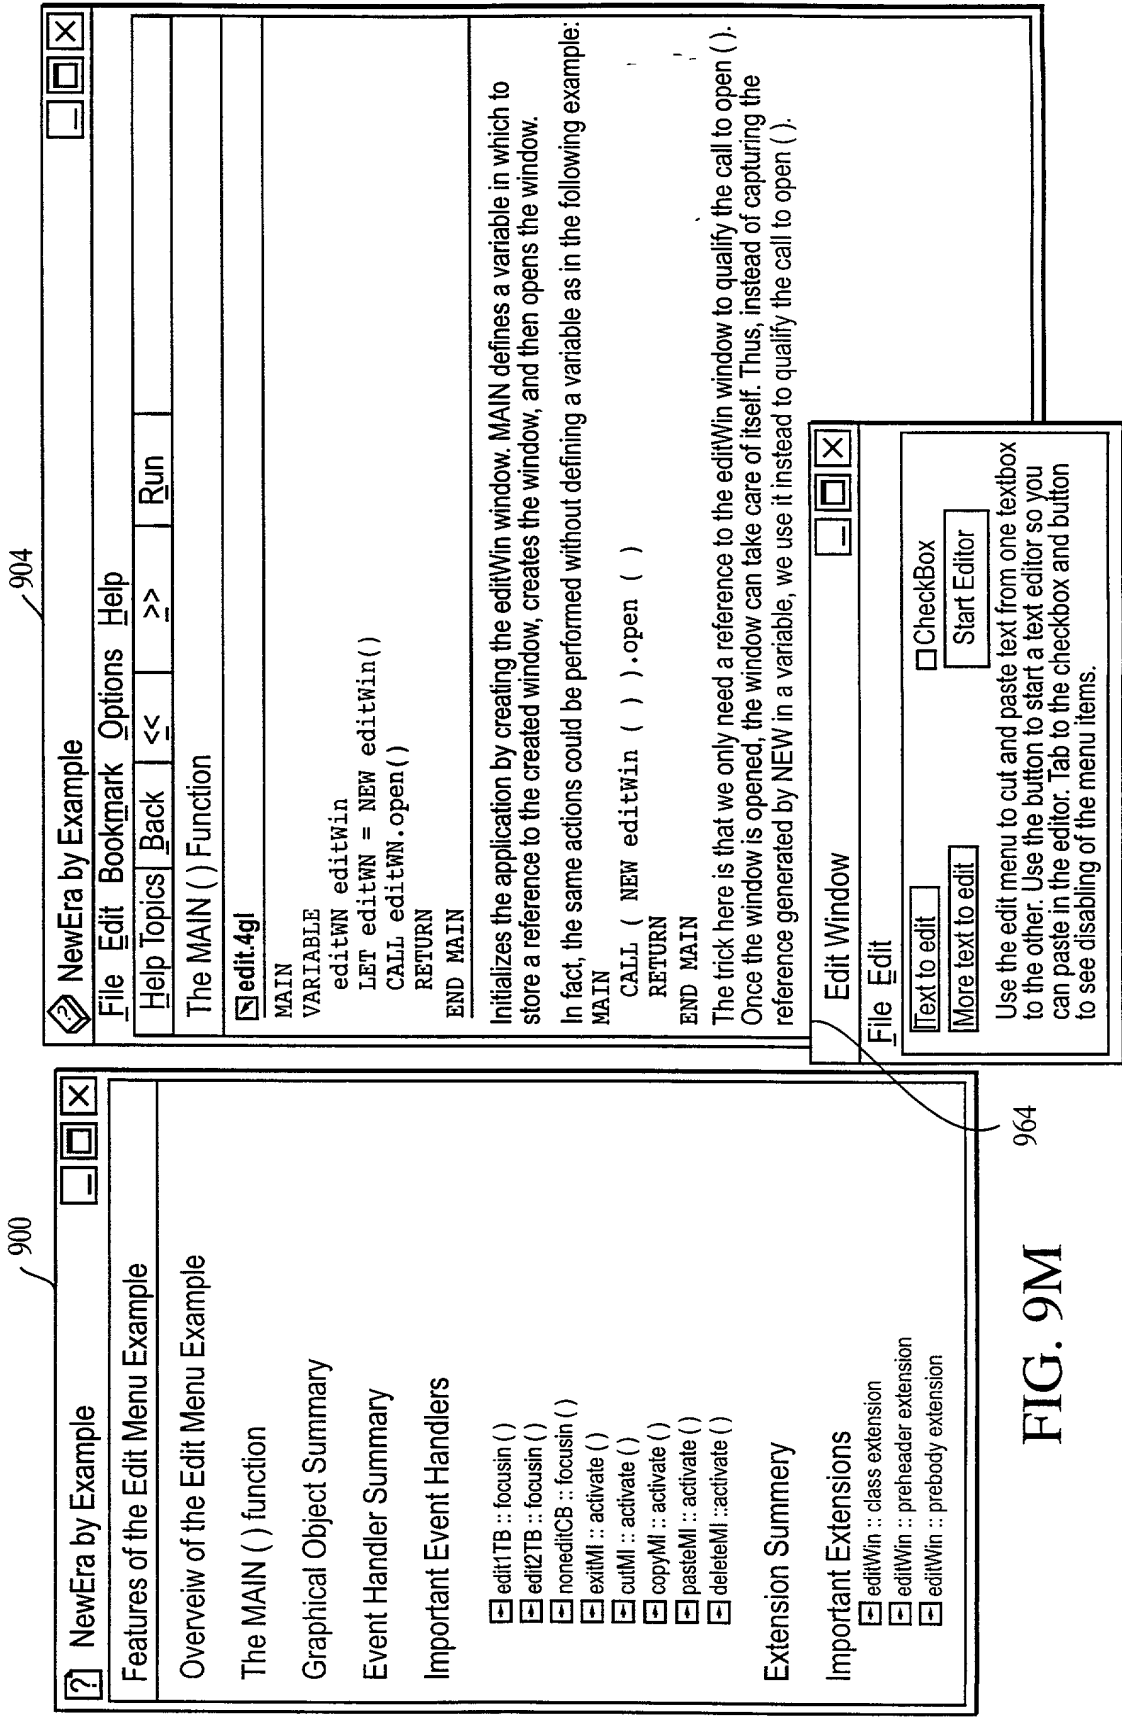 900
NewEra by Example
Features of the Edit Menu Example
Overveiw of the Edit Menu Example
The MAIN ( ) function
Graphical Object Summary
Event Handler Summary
Important Event Handlers
edit1TB :: focusin ( )
edit2TB :: focusin ( )
noneditCB :: focusin ( )
exitMI :: activate ( )
cutMI :: activate ( )
copyMI :: activate ( )
pasteMI :: activate ( )
deleteMI ::activate ( )
Extension Summery
Important Extensions
editWin :: class extension
editWin :: preheader extension
editWin :: prebody extension
904
NewEra by Example
File Edit Bookmark Options Help
Help Topics Back << >> Run
The MAIN ( ) Function
edit.4gl
MAIN
VARIABLE
editWN editWin
LET editWN = NEW editWin()
CALL editWN.open()
RETURN
END MAIN
Initializes the application by creating the editWin window. MAIN defines a variable in which to
store a reference to the created window, creates the window, and then opens the window.
In fact, the same actions could be performed without defining a variable as in the following example:
MAIN
CALL ( NEW editWin ( ) ).open ( )
RETURN
END MAIN
The trick here is that we only need a reference to the editWin window to qualify the call to open ( ).
Once the window is opened, the window can take care of itself. Thus, instead of capturing the
reference generated by NEW in a variable, we use it instead to qualify the call to open ( ).
964
Edit Window
File Edit
Text to edit
CheckBox
More text to edit
Start Editor
Use the edit menu to cut and paste text from one textbox
to the other. Use the button to start a text editor so you
can paste in the editor. Tab to the checkbox and button
to see disabling of the menu items.
FIG. 9M